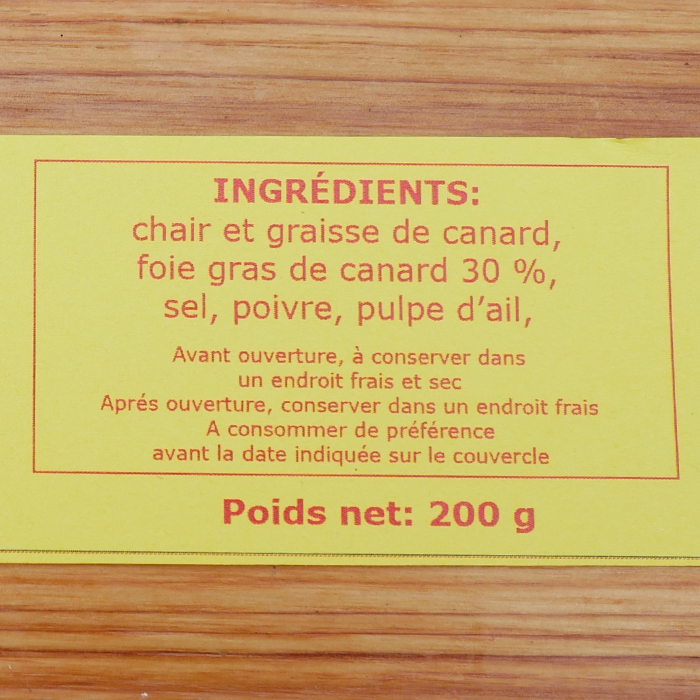 INGRÉDIENTS:
chair et graisse de canard,
foie gras de canard 30 %,
sel, poivre, pulpe d’ail,
Avant ouverture, à conserver dans
un endroit frais et sec
Aprés ouverture, conserver dans un endroit frais
A consommer de préférence
avant la date indiquée sur le couvercle
Poids net: 200 g